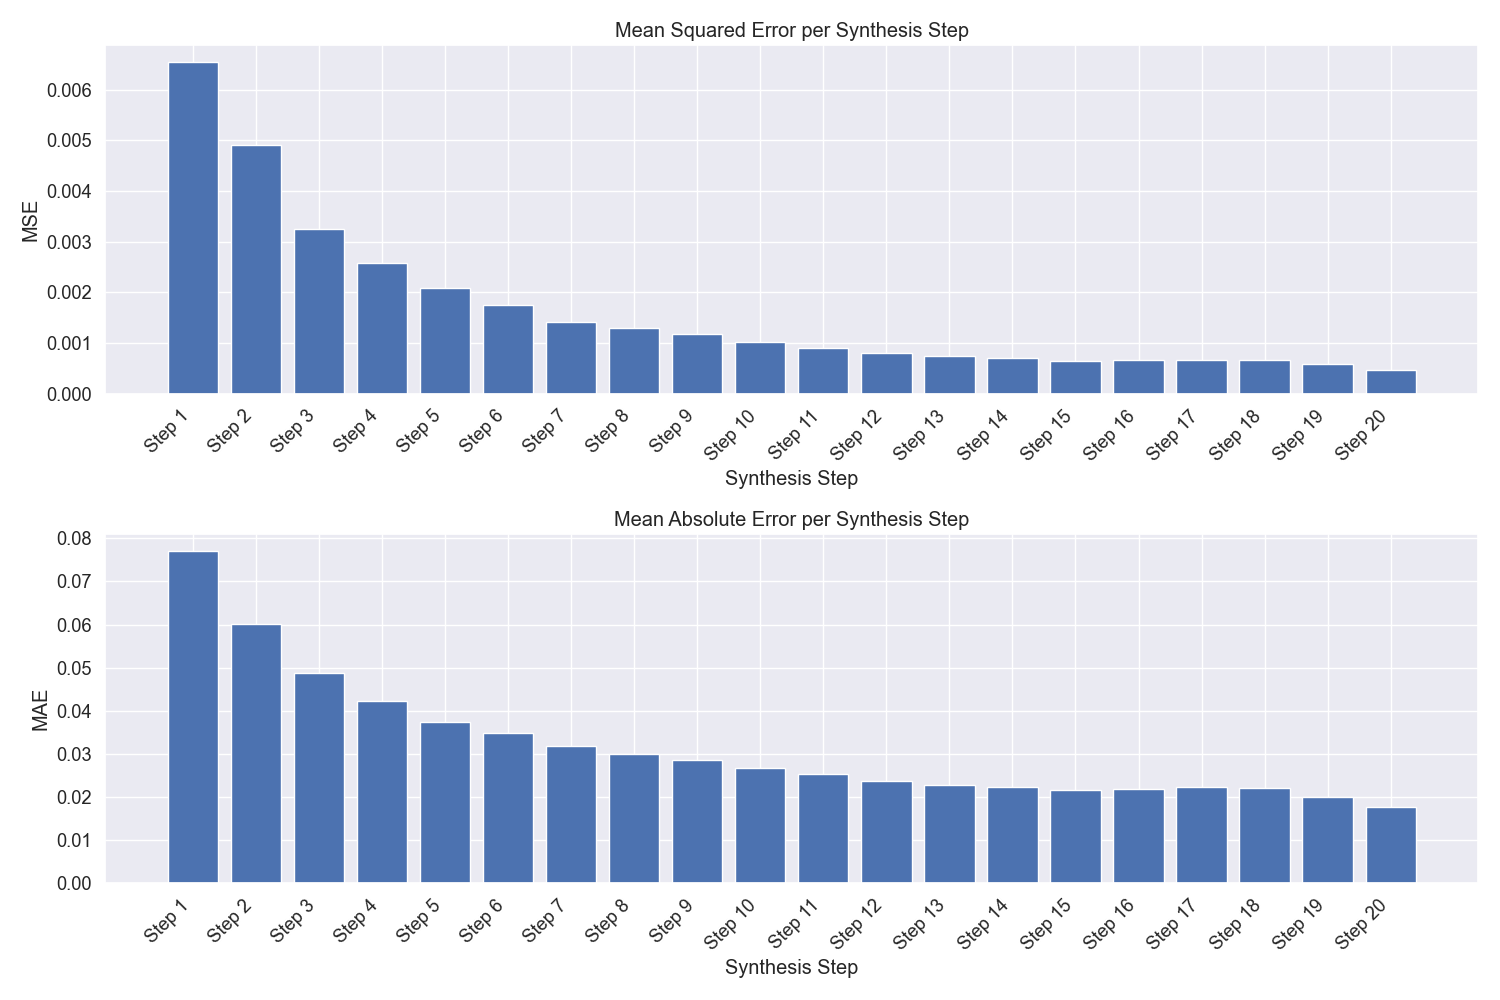 Mean Squared Error per Synthesis Step
MSE
0.006
0.005
0.004
0.003
0.002
0.001
0.000
Step 1
Step 2
Step 3
Step 4
Step 5
Step 6
Step 7
Step 8
Step 9
Step 10
Step 11
Step 12
Step 13
Step 14
Step 15
Step 16
Step 17
Step 18
Step 19
Step 20
Synthesis Step
Mean Absolute Error per Synthesis Step
MAE
0.08
0.07
0.06
0.05
0.04
0.03
0.02
0.01
0.00
Step 1
Step 2
Step 3
Step 4
Step 5
Step 6
Step 7
Step 8
Step 9
Step 10
Step 11
Step 12
Step 13
Step 14
Step 15
Step 16
Step 17
Step 18
Step 19
Step 20
Synthesis Step